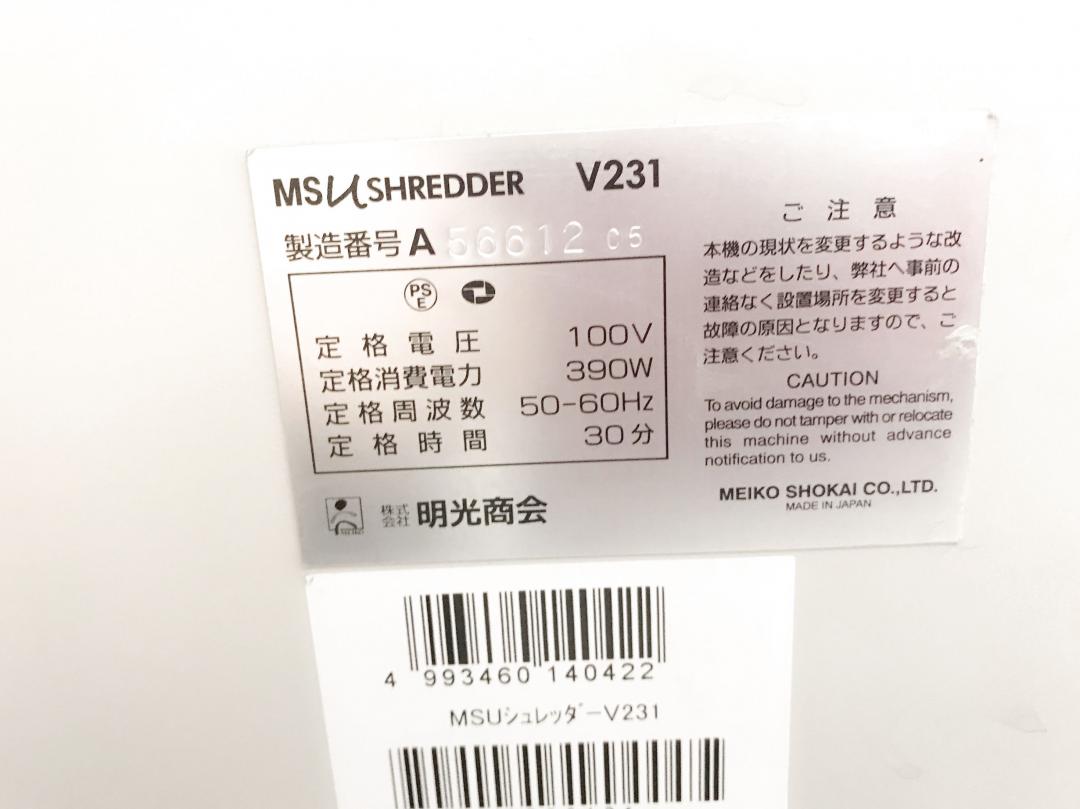 MSU SHREDDER V231
製造番号 A 56612 C5
PS
E
定格電圧 100V
定格消費電力 390W
定格周波数 50-60Hz
定格時間 30分
株式
会社 明光商会
ご注意
本機の現状を変更するような改
造などをしたり、弊社へ事前の
連絡なく設置場所を変更すると
故障の原因となりますので、ご
注意ください。
CAUTION
To avoid damage to the mechanism,
please do not tamper with or relocate
this machine without advance
notification to us.
MEIKO SHOKAI CO.,LTD.
MADE IN JAPAN
4 993460 140422
MSUシュレッダーV231